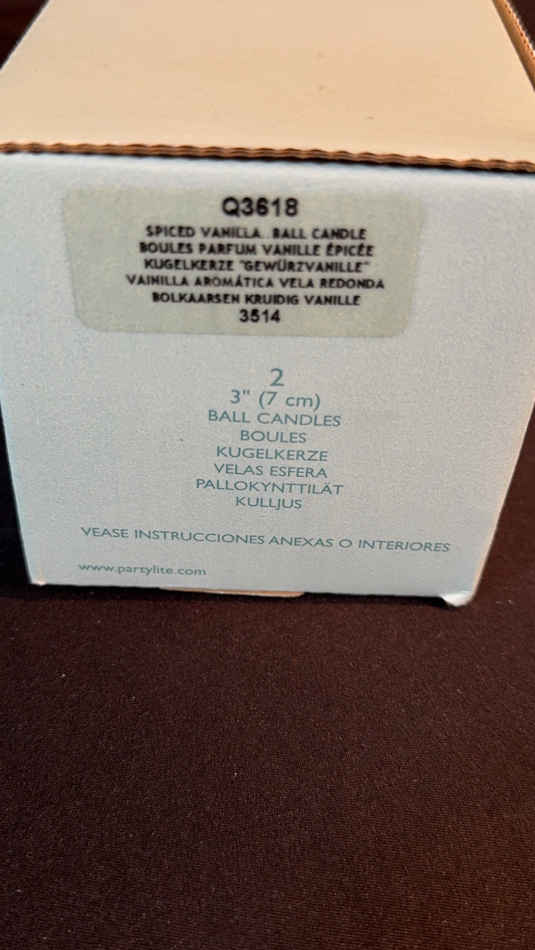 Q3618
SPICED VANILLA. BALL CANDLE
BOULES PARFUM VANILLE ÉPICÉE
KUGELKERZE "GEWÜRZVANILLE"
VAINILLA AROMÁTICA VELA REDONDA
BOLKAARSEN KRUIDIG VANILLE
3514
2
3" (7 cm)
BALL CANDLES
BOULES
KUGELKERZE
VELAS ESFERA
PALLOKYNTTILÄT
KULLJUS
VEASE INSTRUCCIONES ANEXAS O INTERIORES
www.partylite.com